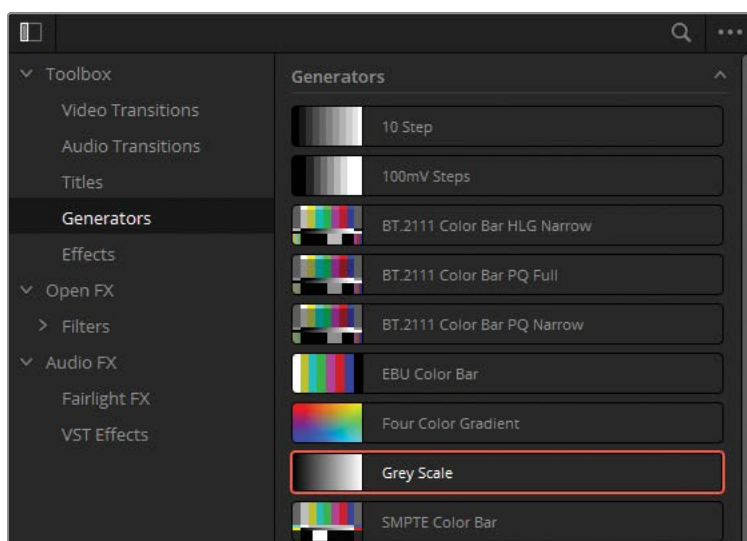 Toolbox
Video Transitions
Audio Transitions
Titles
Generators
Effects
Open FX
Filters
Audio FX
Fairlight FX
VST Effects
Generators
10 Step
100mV Steps
BT.2111 Color Bar HLG Narrow
BT.2111 Color Bar PQ Full
BT.2111 Color Bar PQ Narrow
EBU Color Bar
Four Color Gradient
Grey Scale
SMPTE Color Bar